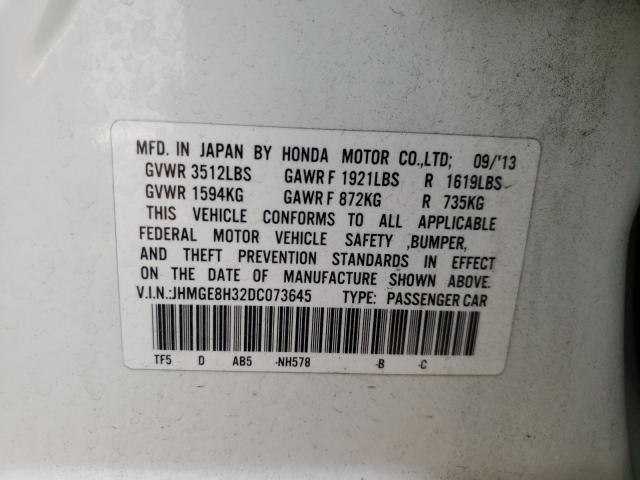 MFD. IN JAPAN BY HONDA MOTOR CO.,LTD; 09/'13
GVWR 3512LBS GAWR F 1921LBS R 1619LBS
GVWR 1594KG GAWR F 872KG R 735KG
THIS VEHICLE CONFORMS TO ALL APPLICABLE
FEDERAL MOTOR VEHICLE SAFETY ,BUMPER,
AND THEFT PREVENTION STANDARDS IN EFFECT
ON THE DATE OF MANUFACTURE SHOWN ABOVE.
V.I.N.:JHMGE8H32DC073645 TYPE: PASSENGER CAR
TF5 D AB5 -NH578 -B -C